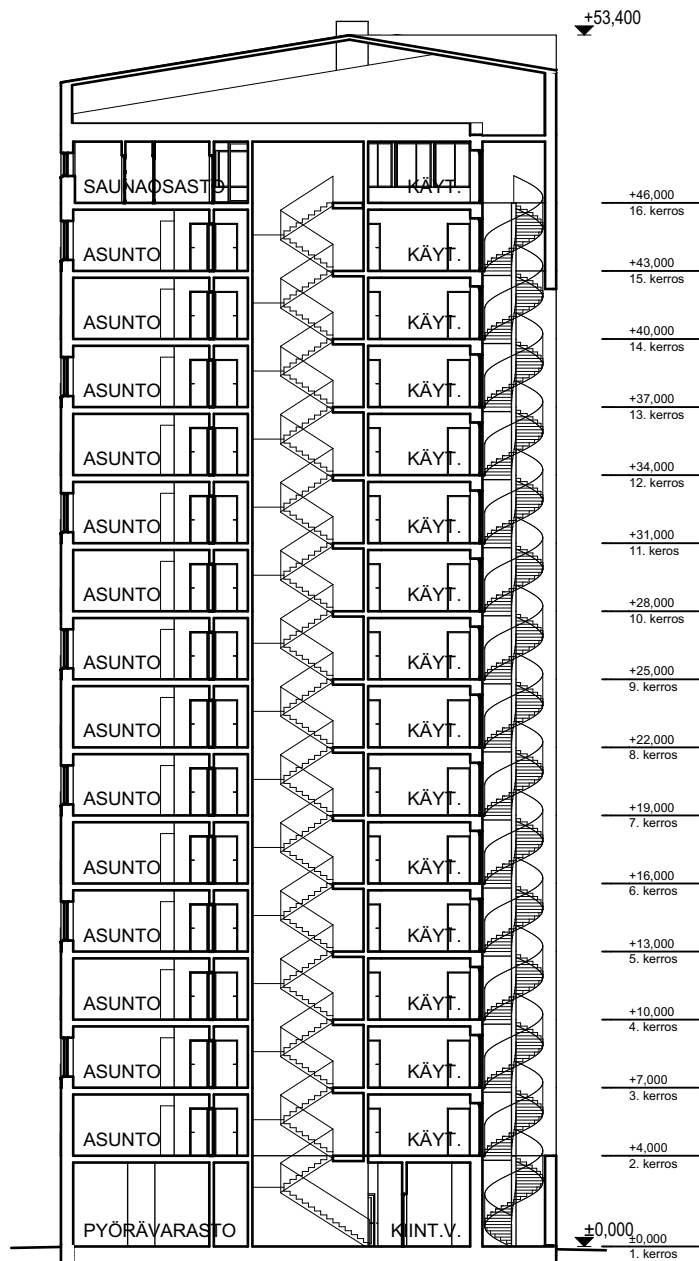 +53,400
SAUNAOSASTO KÄYT.
+46,000
16. kerros
ASUNTO KÄYT.
+43,000
15. kerros
ASUNTO KÄYT.
+40,000
14. kerros
ASUNTO KÄYT.
+37,000
13. kerros
ASUNTO KÄYT.
+34,000
12. kerros
ASUNTO KÄYT.
+31,000
11. keros
ASUNTO KÄYT.
+28,000
10. kerros
ASUNTO KÄYT.
+25,000
9. kerros
ASUNTO KÄYT.
+22,000
8. kerros
ASUNTO KÄYT.
+19,000
7. kerros
ASUNTO KÄYT.
+16,000
6. kerros
ASUNTO KÄYT.
+13,000
5. kerros
ASUNTO KÄYT.
+10,000
4. kerros
ASUNTO KÄYT.
+7,000
3. kerros
ASUNTO KÄYT.
+4,000
2. kerros
PYÖRÄVARASTO KIINT.V. ±0,000
±0,000
1. kerros